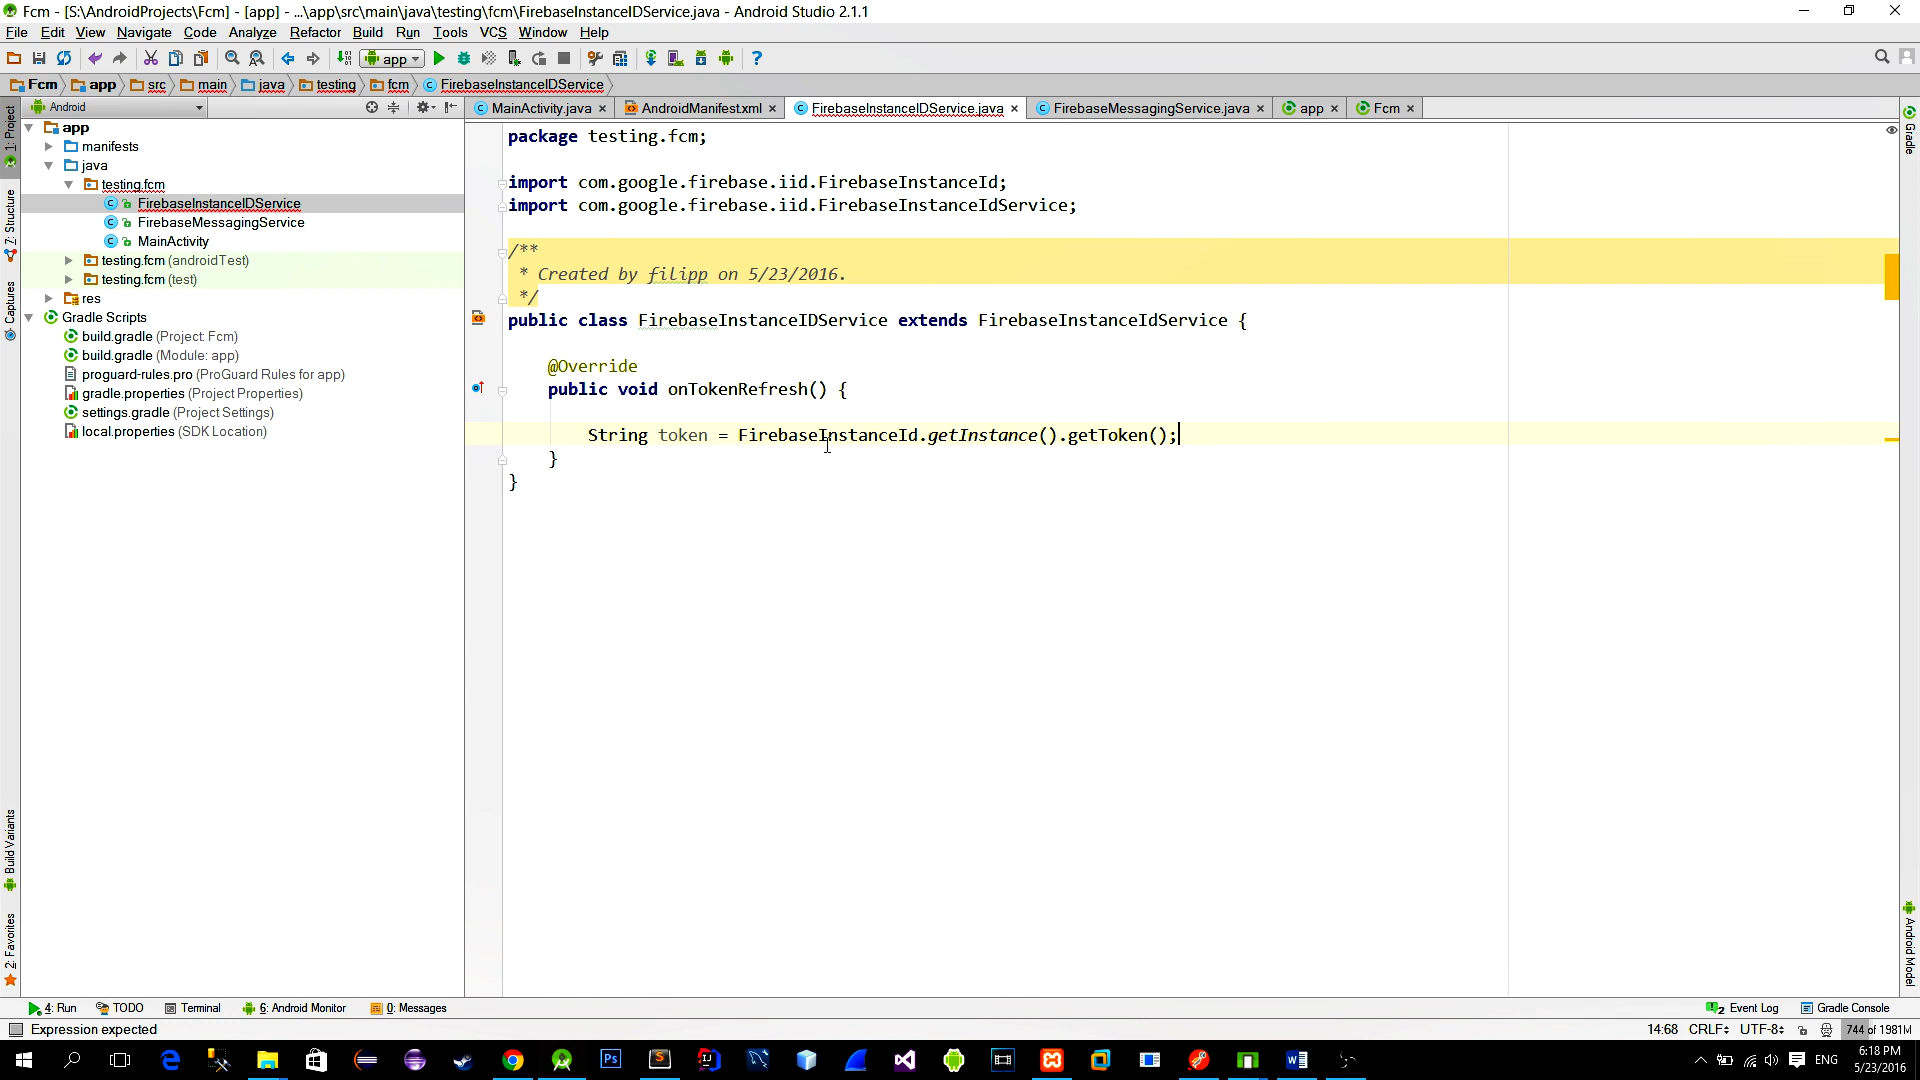 Fcm - [S:\AndroidProjects\Fcm] - [app] - ...\app\src\main\java\testing\fcm\FirebaseInstanceIDService.java - Android Studio 2.1.1
File Edit View Navigate Code Analyze Refactor Build Run Tools VCS Window Help
app
Fcm app src main java testing fcm FirebaseInstanceIDService
Android
MainActivity.java AndroidManifest.xml FirebaseInstanceIDService.java FirebaseMessagingService.java app Fcm
1: Project
7: Structure
Captures
Build Variants
2: Favorites
app
manifests
java
testing.fcm
FirebaseInstanceIDService
FirebaseMessagingService
MainActivity
testing.fcm (androidTest)
testing.fcm (test)
res
Gradle Scripts
build.gradle (Project: Fcm)
build.gradle (Module: app)
proguard-rules.pro (ProGuard Rules for app)
gradle.properties (Project Properties)
settings.gradle (Project Settings)
local.properties (SDK Location)
package testing.fcm;
import com.google.firebase.iid.FirebaseInstanceId;
import com.google.firebase.iid.FirebaseInstanceIdService;
/**
* Created by filipp on 5/23/2016.
*/
public class FirebaseInstanceIDService extends FirebaseInstanceIdService {
@Override
public void onTokenRefresh() {
String token = FirebaseInstanceId.getInstance().getToken();
}
}
Gradle
Android Model
4: Run TODO Terminal 6: Android Monitor 0: Messages
2 Event Log Gradle Console
Expression expected
14:68 CRLF UTF-8 744 of 1981M
Ps
ENG
6:18 PM
5/23/2016